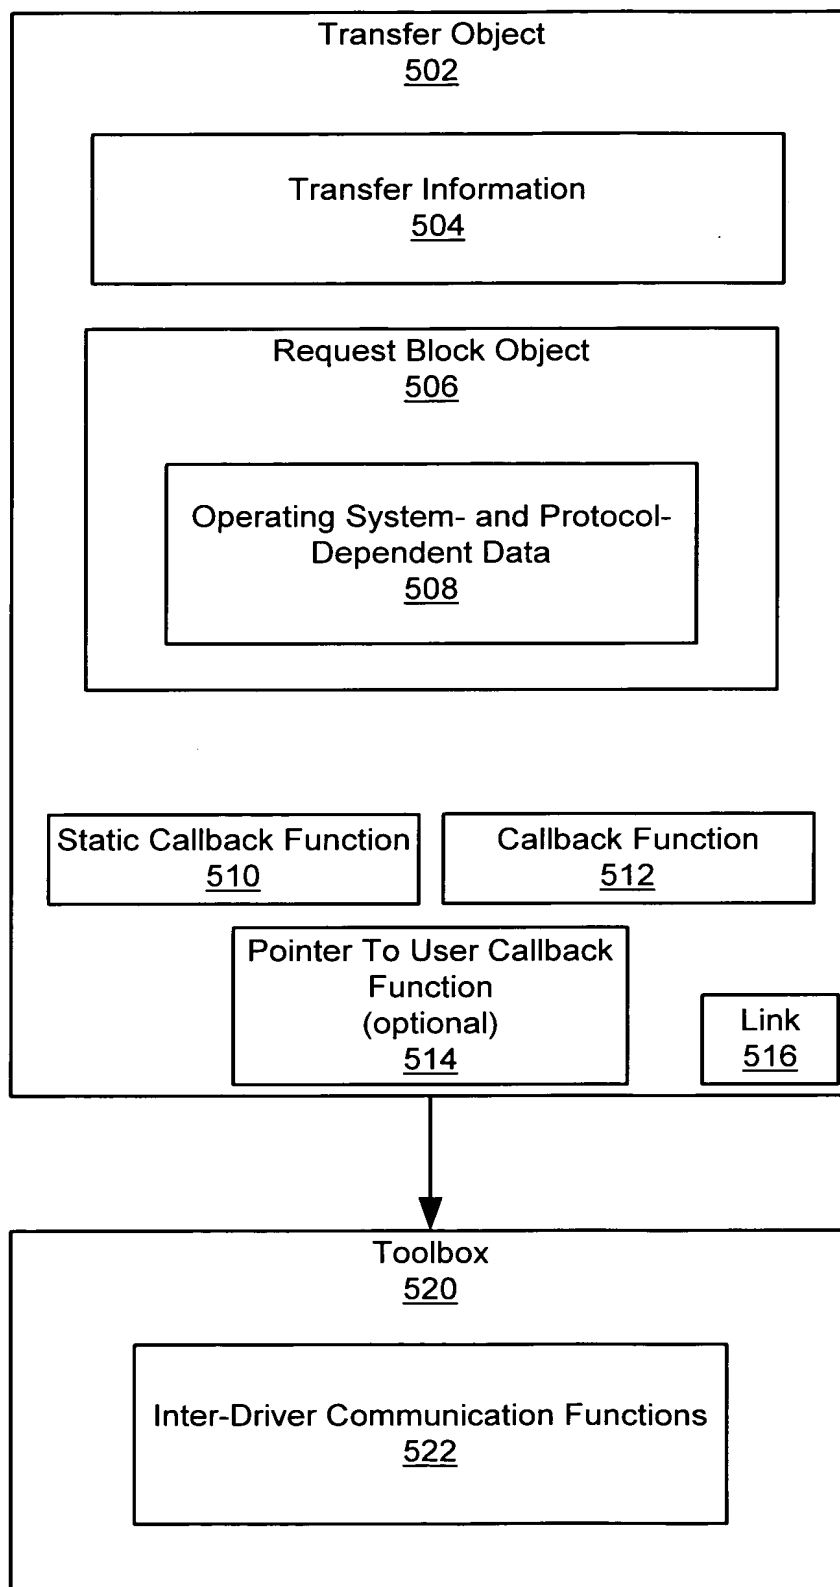 Transfer Object
502
Transfer Information
504
Request Block Object
506
Operating System- and Protocol-
Dependent Data
508
Static Callback Function
510
Callback Function
512
Pointer To User Callback
Function
(optional)
514
Link
516
Toolbox
520
Inter-Driver Communication Functions
522